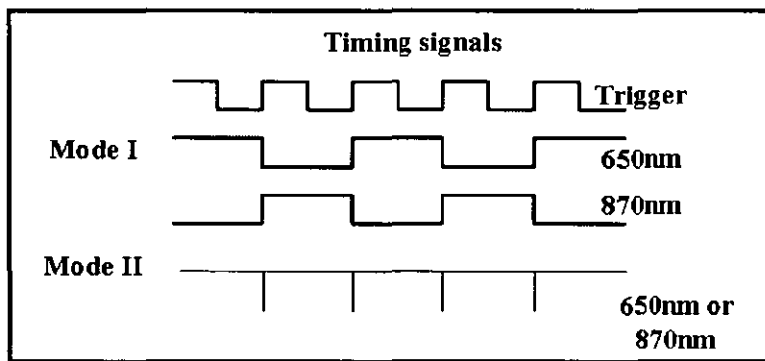 Timing signals
Trigger
Mode I
650nm
870nm
Mode II
650nm or
870nm